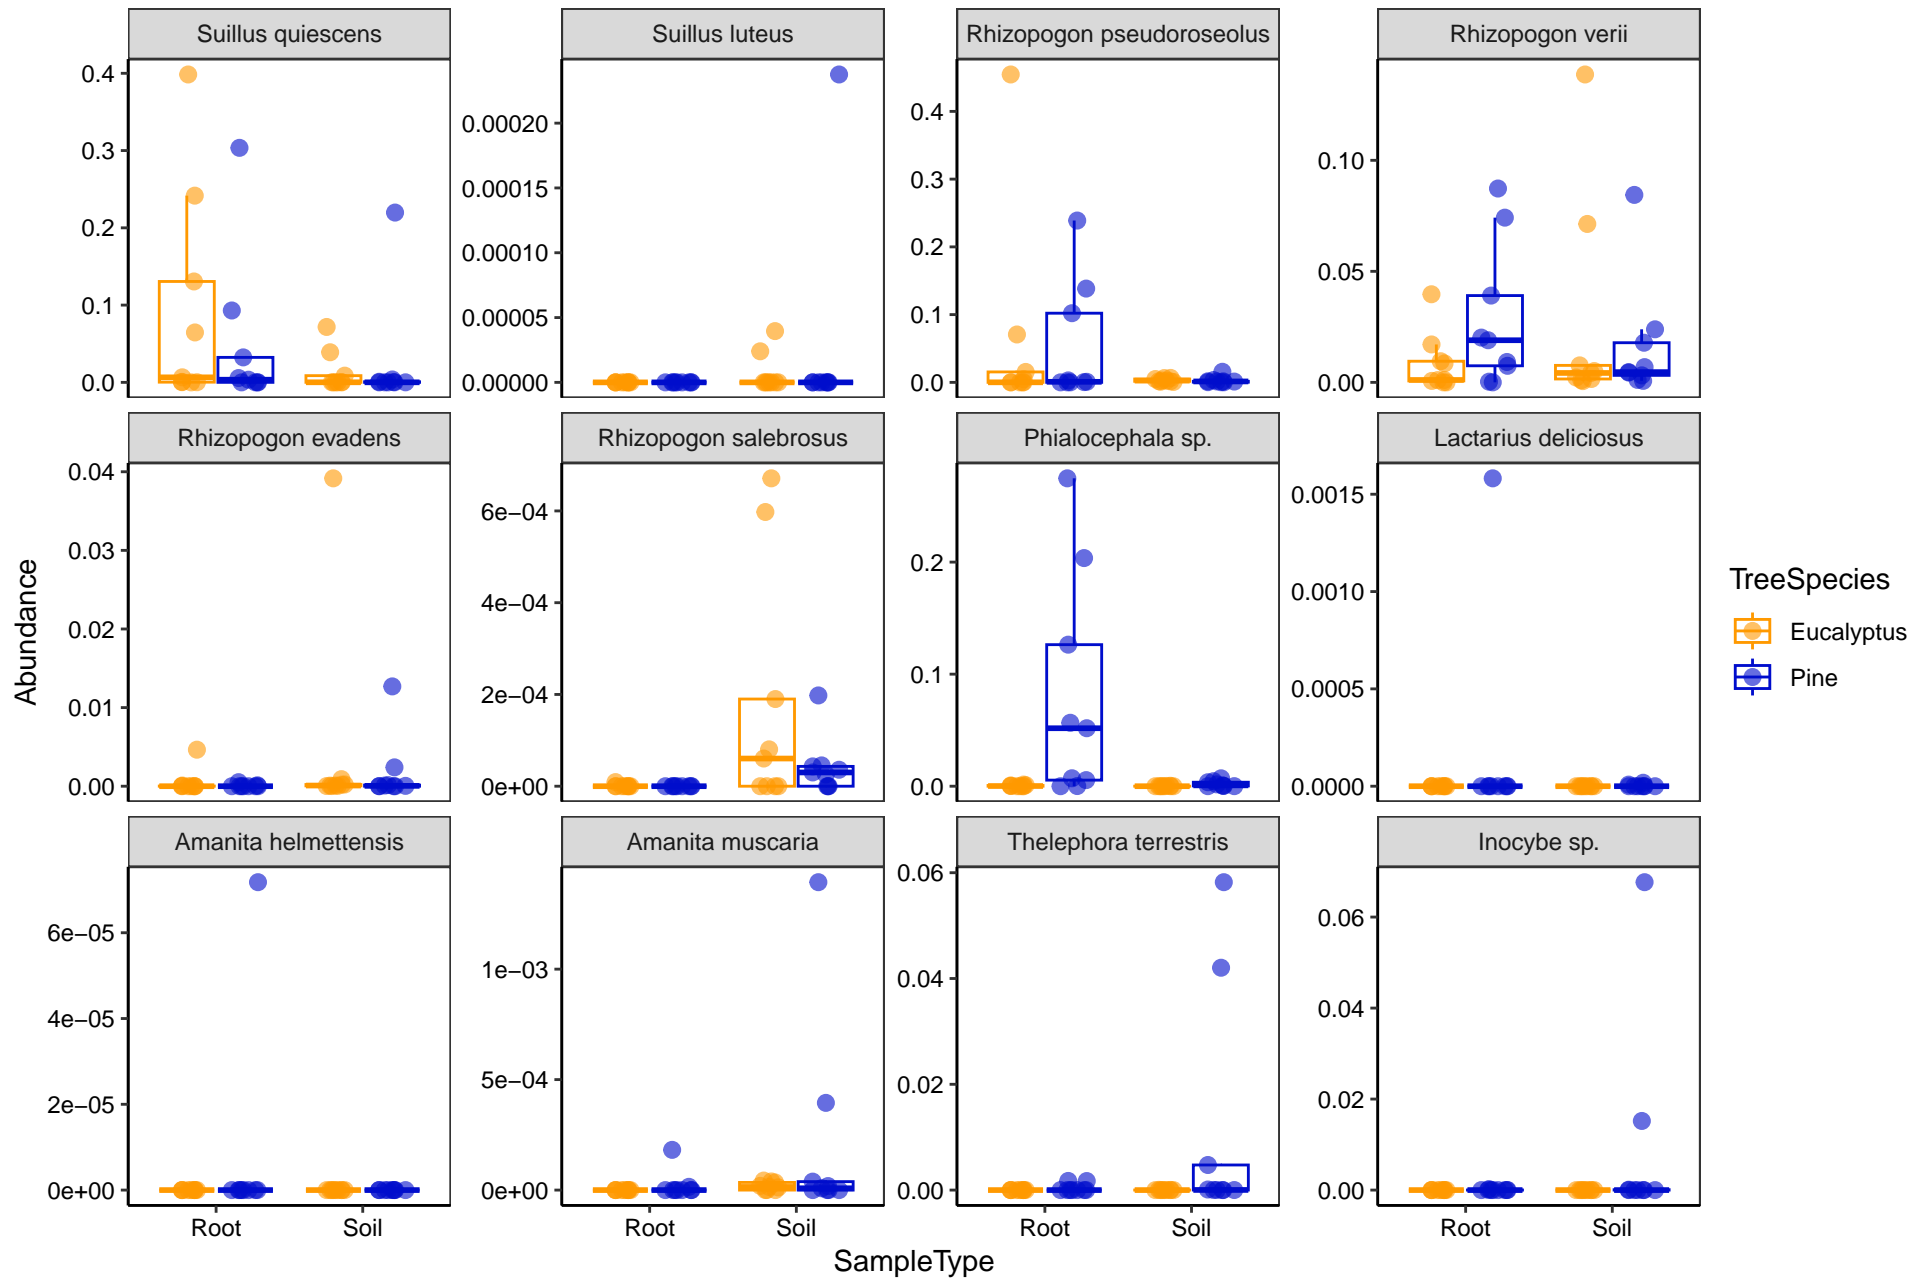 Suillus quiescens
Suillus luteus
Rhizopogon pseudoroseolus
Rhizopogon verii
0.4
0.3
0.2
0.1
0.0
0.00020
0.00015
0.00010
0.00005
0.00000
0.4
0.3
0.2
0.1
0.0
0.10
0.05
0.00
Rhizopogon evadens
Rhizopogon salebrosus
Phialocephala sp.
Lactarius deliciosus
0.04
0.03
0.02
0.01
0.00
6e−04
4e−04
2e−04
0e+00
0.2
0.1
0.0
0.0015
0.0010
0.0005
0.0000
Amanita helmettensis
Amanita muscaria
Thelephora terrestris
Inocybe sp.
6e−05
4e−05
2e−05
0e+00
1e−03
5e−04
0e+00
0.06
0.04
0.02
0.00
0.06
0.04
0.02
0.00
Root
Soil
Root
Soil
Root
Soil
Root
Soil
SampleType
Abundance
TreeSpecies
Eucalyptus
Pine